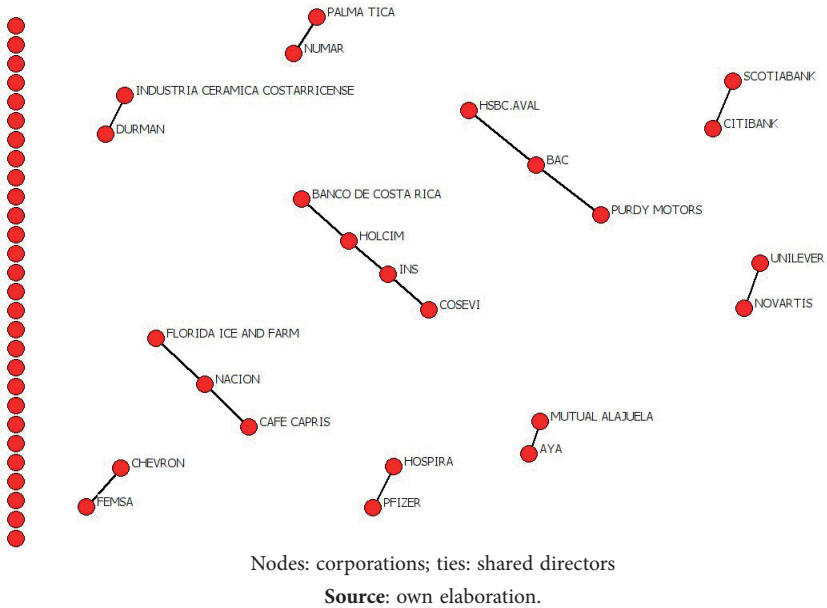 PALMA TICA
NUMAR
INDUSTRIA CERAMICA COSTARRICENSE
DURMAN
SCOTIABANK
CITIBANK
HSBC.AVAL
BAC
PURDY MOTORS
BANCO DE COSTA RICA
HOLCIM
INS
COSEVI
UNILEVER
NOVARTIS
FLORIDA ICE AND FARM
NACION
CAFE CAPRIS
MUTUAL ALAJUELA
AYA
CHEVRON
FEMSA
HOSPIRA
PFIZER
Nodes: corporations; ties: shared directors
Source: own elaboration.